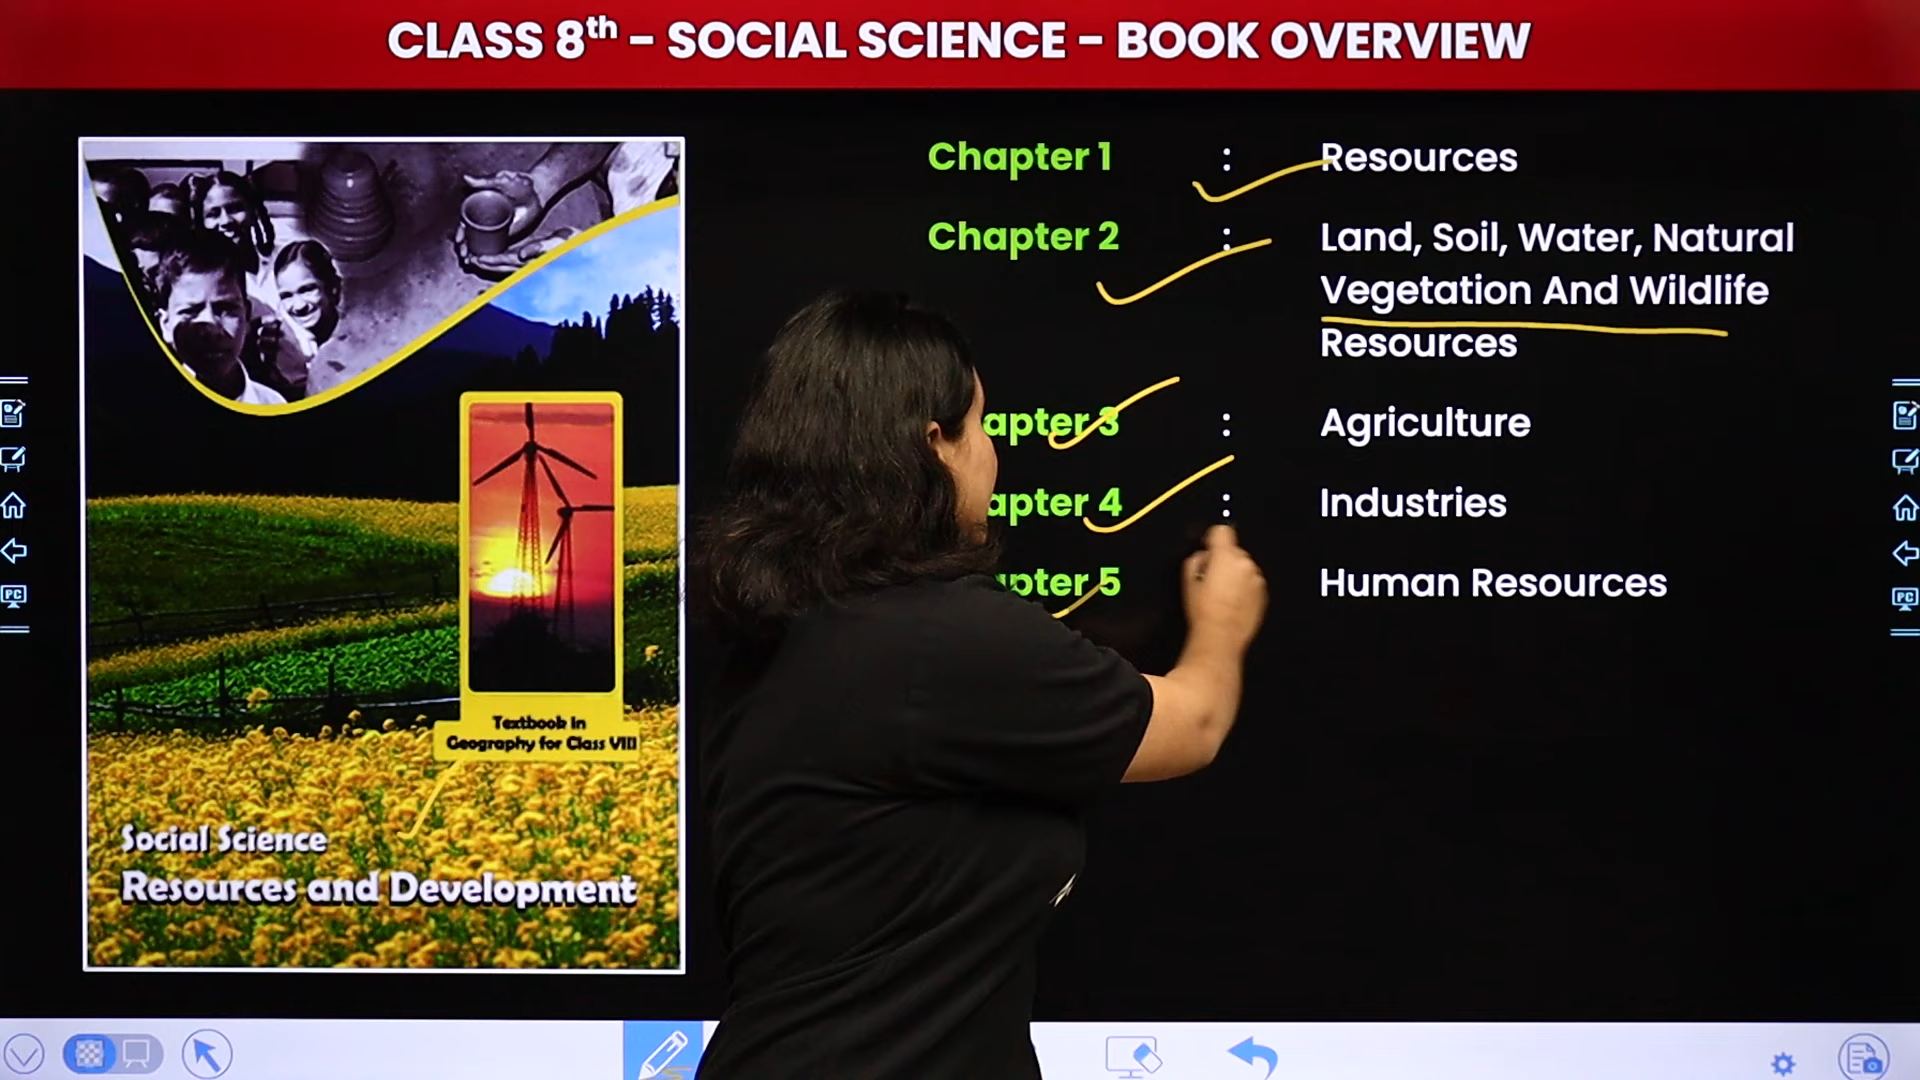 CLASS 8th - SOCIAL SCIENCE - BOOK OVERVIEW
Chapter 1 : Resources
Chapter 2 : Land, Soil, Water, Natural
Vegetation And Wildlife
Resources
apter 3 : Agriculture
apter 4 : Industries
pter 5 : Human Resources
Textbook in
Geography for Class VIII
Social Science
Resources and Development
PC
PC